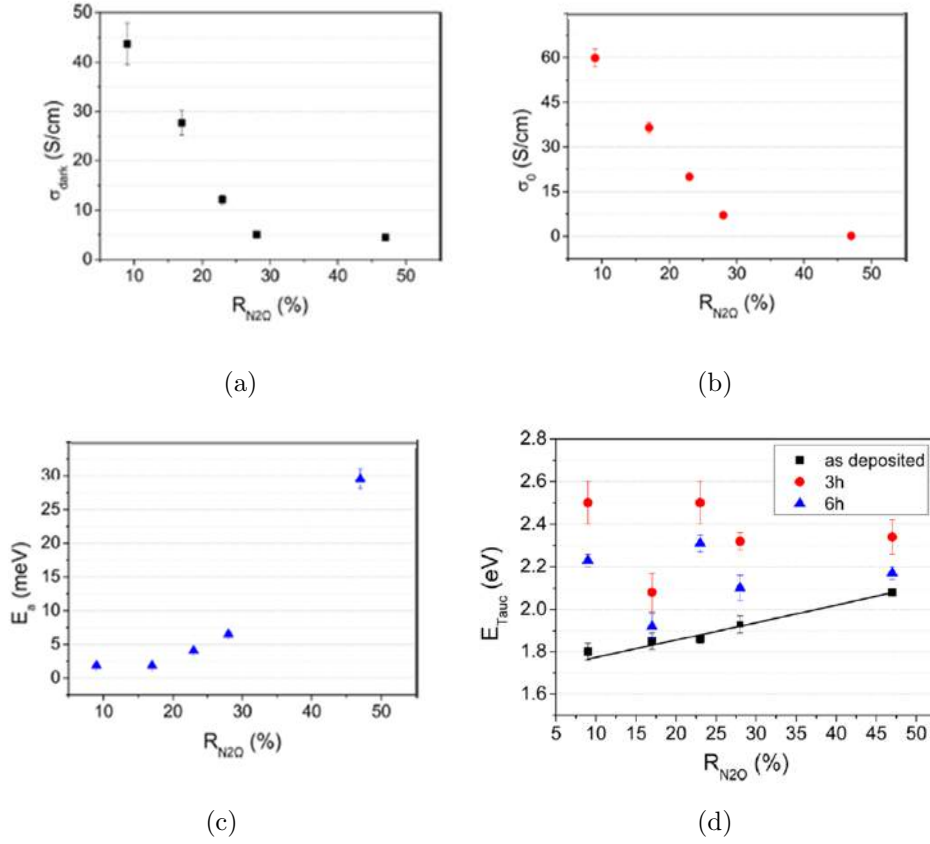 50
40
30
20
10
0
σdark (S/cm)
10 20 30 40 50
RN2O (%)
(a)
60
45
30
15
0
σ0 (S/cm)
10 20 30 40 50
RN2O (%)
(b)
30
25
20
15
10
5
0
Ea (meV)
10 20 30 40 50
RN2O (%)
(c)
2.8
2.6
2.4
2.2
2.0
1.8
1.6
1.4
ETauc (eV)
as deposited
3h
6h
5 10 15 20 25 30 35 40 45 50
RN2O (%)
(d)